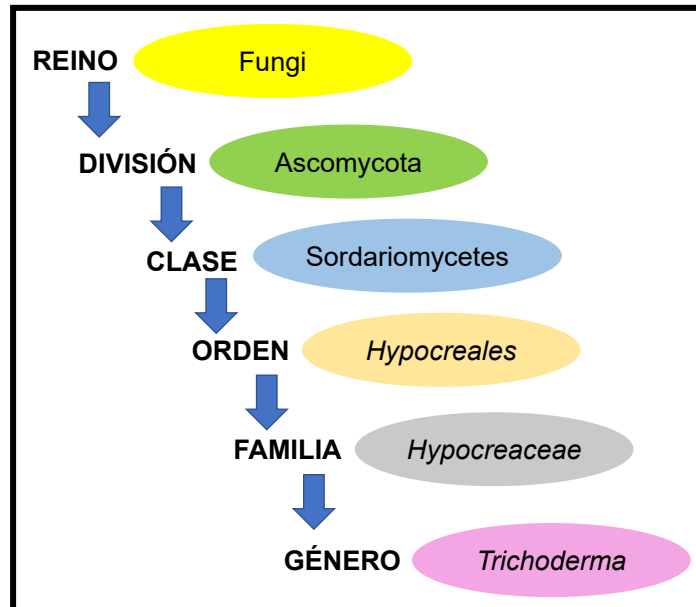 REINO Fungi
DIVISIÓN Ascomycota
CLASE Sordariomycetes
ORDEN Hypocreales
FAMILIA Hypocreaceae
GÉNERO Trichoderma